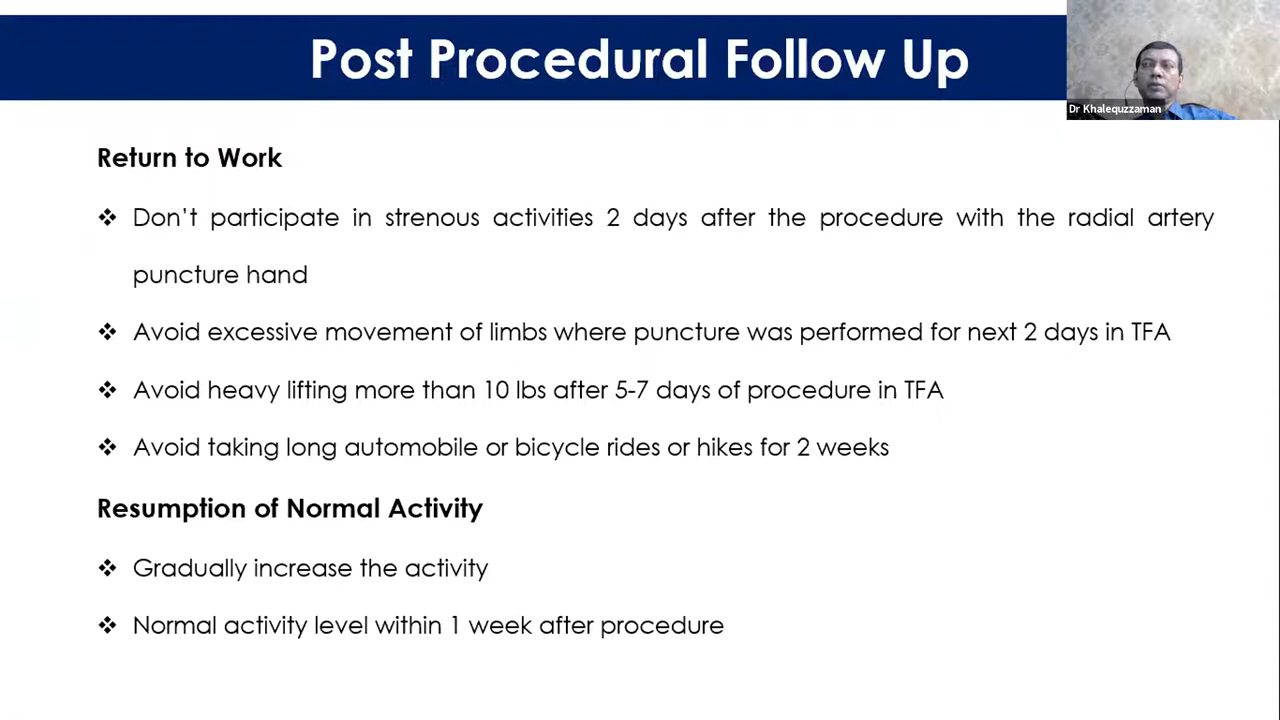 Post Procedural Follow Up
Dr Khalequzzaman
Return to Work
❖ Don’t participate in strenous activities 2 days after the procedure with the radial artery
puncture hand
❖ Avoid excessive movement of limbs where puncture was performed for next 2 days in TFA
❖ Avoid heavy lifting more than 10 lbs after 5-7 days of procedure in TFA
❖ Avoid taking long automobile or bicycle rides or hikes for 2 weeks
Resumption of Normal Activity
❖ Gradually increase the activity
❖ Normal activity level within 1 week after procedure